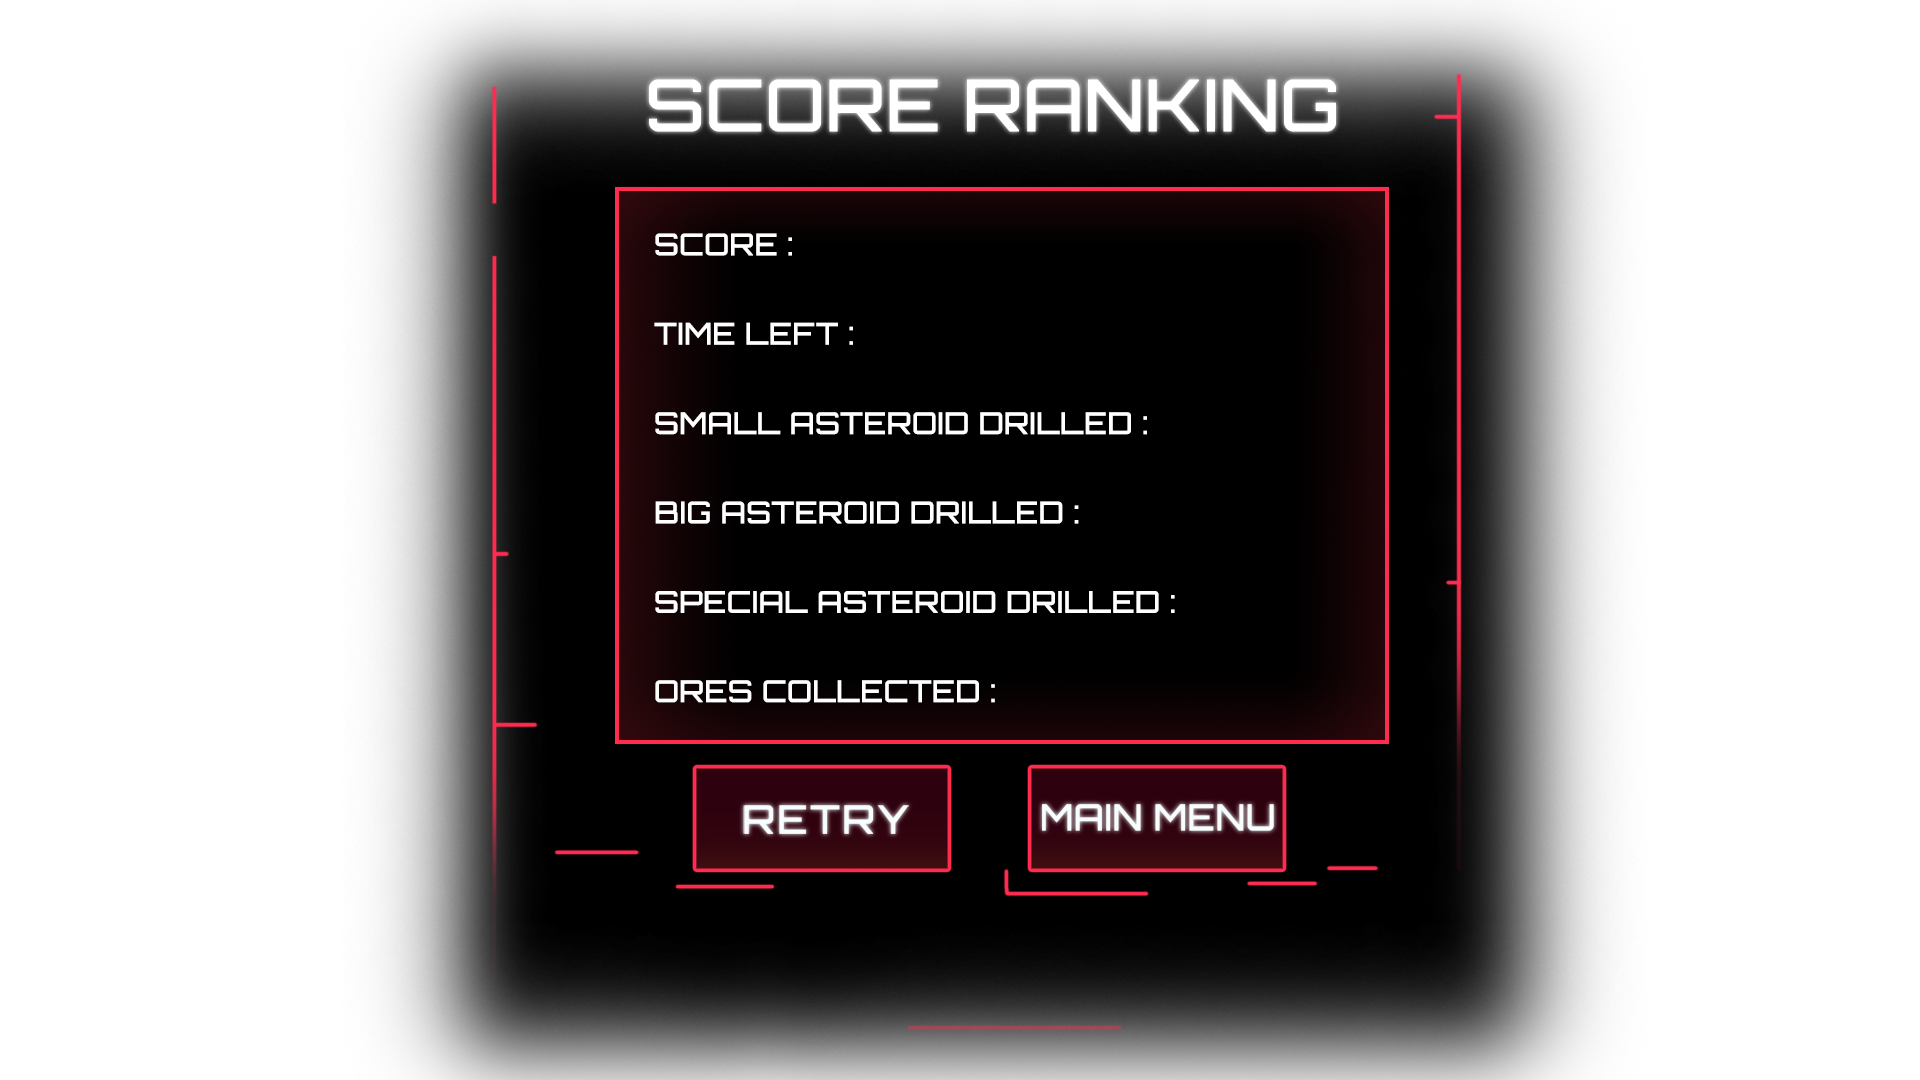 SCORE RANKING
SCORE :
TIME LEFT :
SMALL ASTEROID DRILLED :
BIG ASTEROID DRILLED :
SPECIAL ASTEROID DRILLED :
ORES COLLECTED :
RETRY
MAIN MENU